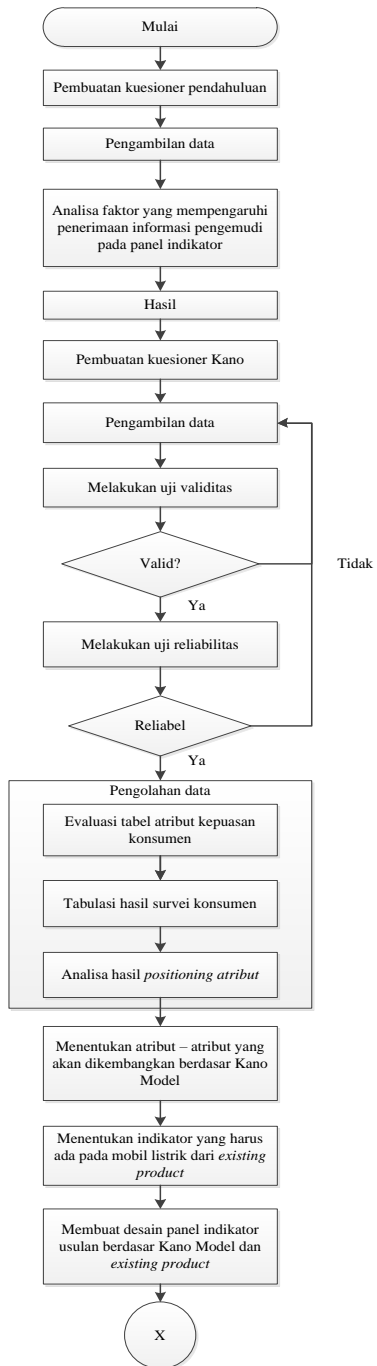 Mulai
Pembuatan kuesioner pendahuluan
Pengambilan data
Analisa faktor yang mempengaruhi
penerimaan informasi pengemudi
pada panel indikator
Hasil
Pembuatan kuesioner Kano
Pengambilan data
Melakukan uji validitas
Valid?
Tidak
Ya
Melakukan uji reliabilitas
Reliabel
Ya
Pengolahan data
Evaluasi tabel atribut kepuasan
konsumen
Tabulasi hasil survei konsumen
Analisa hasil positioning atribut
Menentukan atribut – atribut yang
akan dikembangkan berdasar Kano
Model
Menentukan indikator yang harus
ada pada mobil listrik dari existing
product
Membuat desain panel indikator
usulan berdasar Kano Model dan
existing product
X